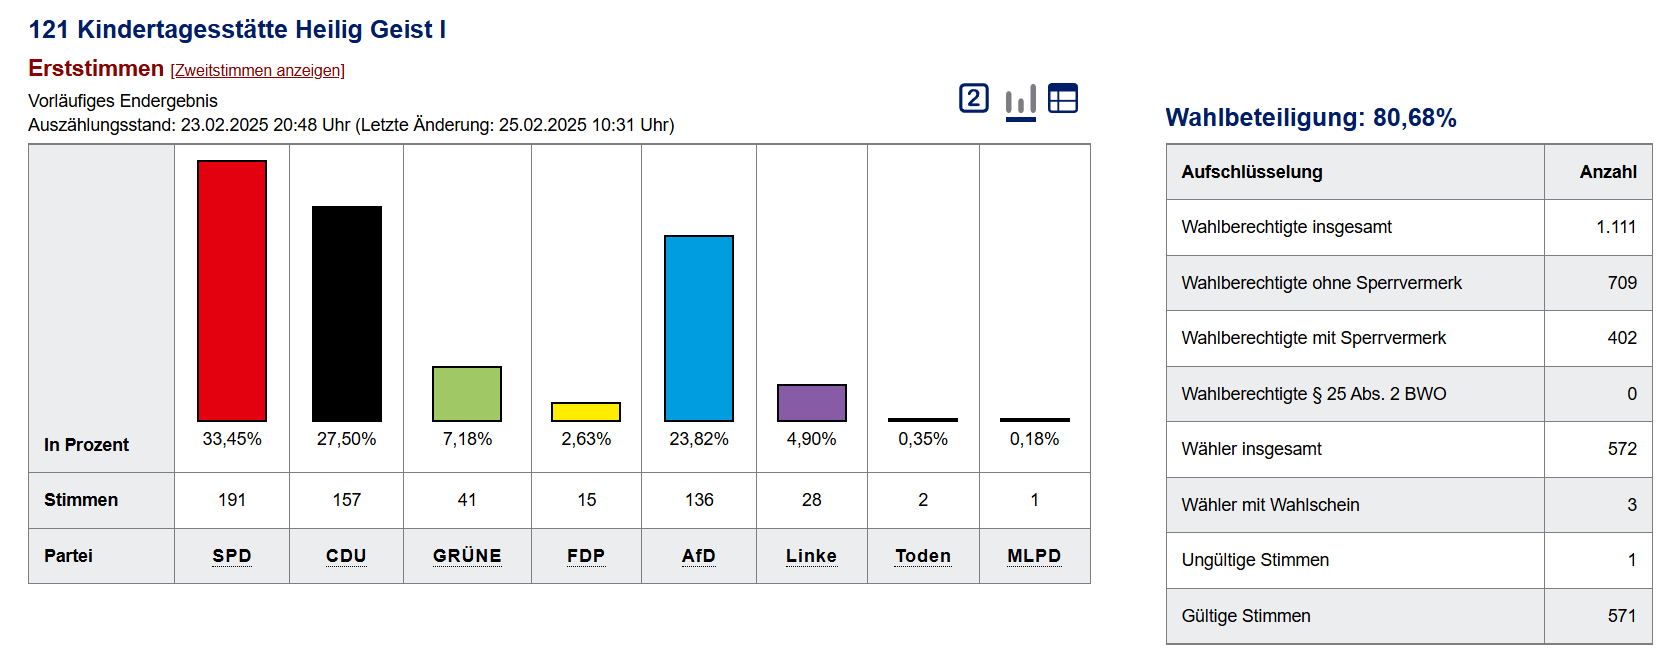 121 Kindertagesstätte Heilig Geist I
Erststimmen [Zweitstimmen anzeigen]
Vorläufiges Endergebnis
Auszählungsstand: 23.02.2025 20:48 Uhr (Letzte Änderung: 25.02.2025 10:31 Uhr)
2
In Prozent 33,45% 27,50% 7,18% 2,63% 23,82% 4,90% 0,35% 0,18%
Stimmen 191 157 41 15 136 28 2 1
Partei SPD CDU GRÜNE FDP AfD Linke Toden MLPD
Wahlbeteiligung: 80,68%
Aufschlüsselung Anzahl
Wahlberechtigte insgesamt 1.111
Wahlberechtigte ohne Sperrvermerk 709
Wahlberechtigte mit Sperrvermerk 402
Wahlberechtigte § 25 Abs. 2 BWO 0
Wähler insgesamt 572
Wähler mit Wahlschein 3
Ungültige Stimmen 1
Gültige Stimmen 571